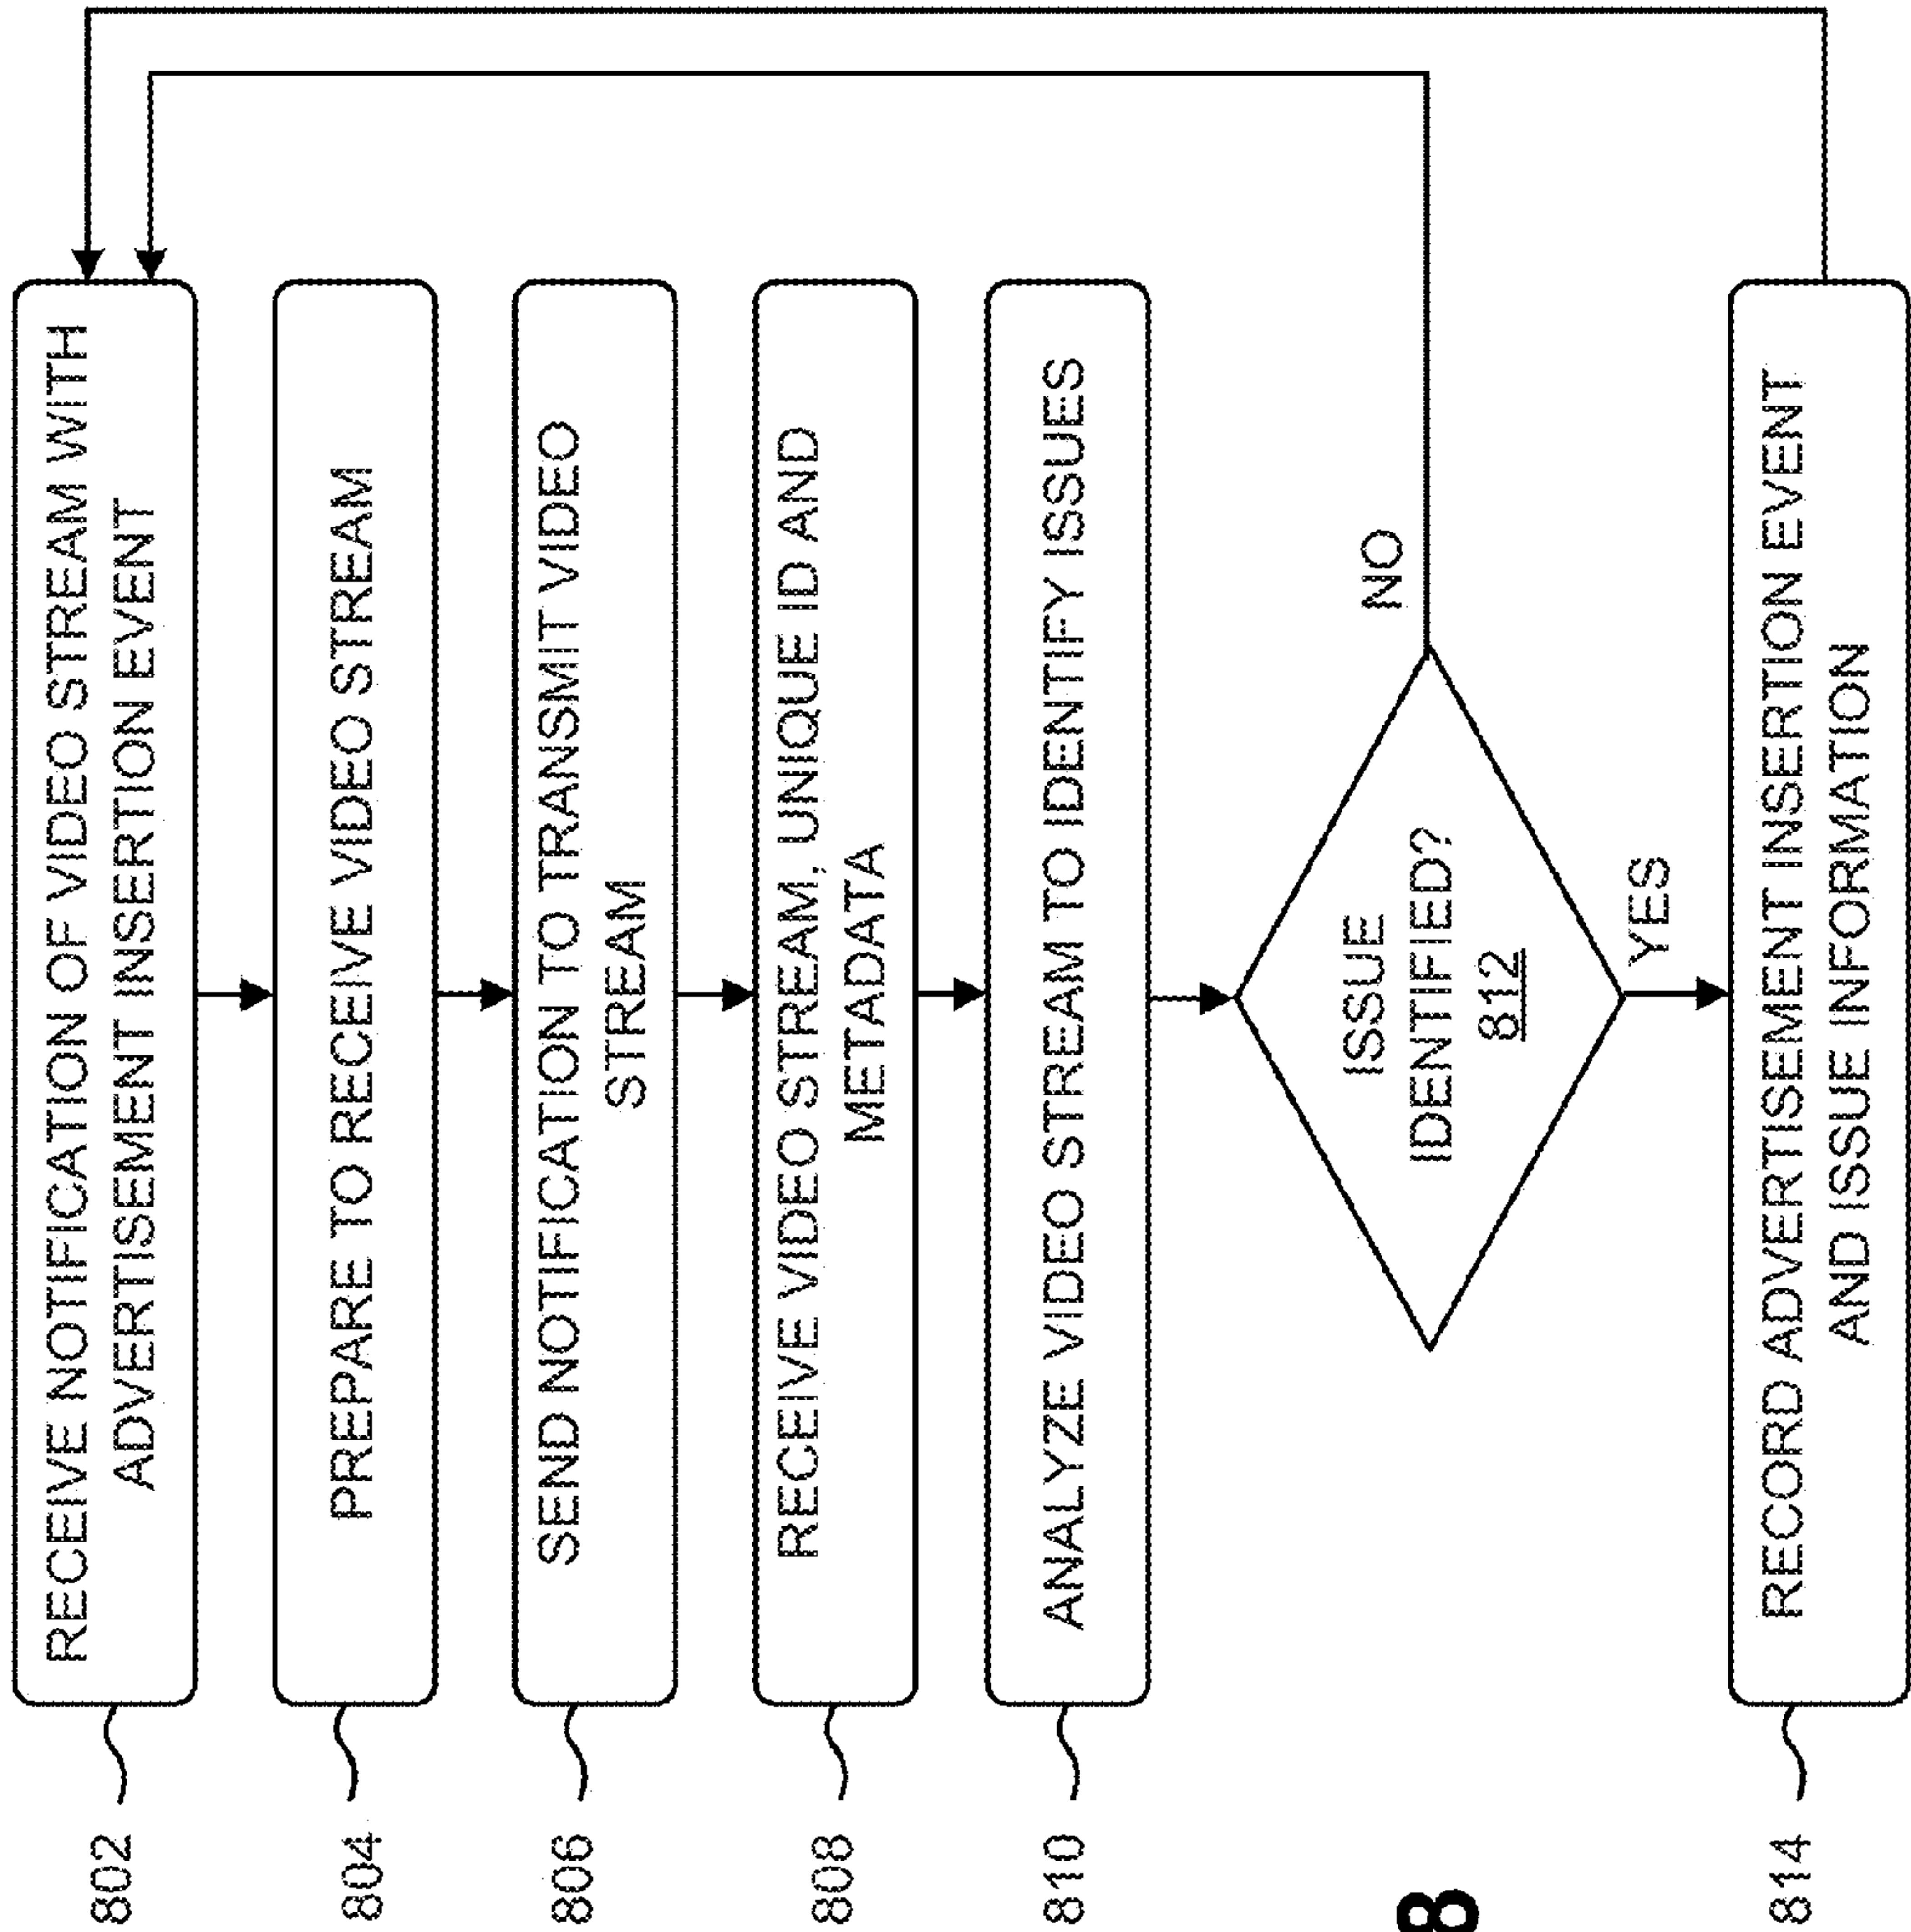 802
RECEIVE NOTIFICATION OF VIDEO STREAM WITH
ADVERTISEMENT INSERTION EVENT
804
PREPARE TO RECEIVE VIDEO STREAM
806
SEND NOTIFICATION TO TRANSMIT VIDEO
STREAM
808
RECEIVE VIDEO STREAM, UNIQUE ID AND
METADATA
810
ANALYZE VIDEO STREAM TO IDENTIFY ISSUES
ISSUE
IDENTIFIED?
812
NO
YES
8
814
RECORD ADVERTISEMENT INSERTION EVENT
AND ISSUE INFORMATION